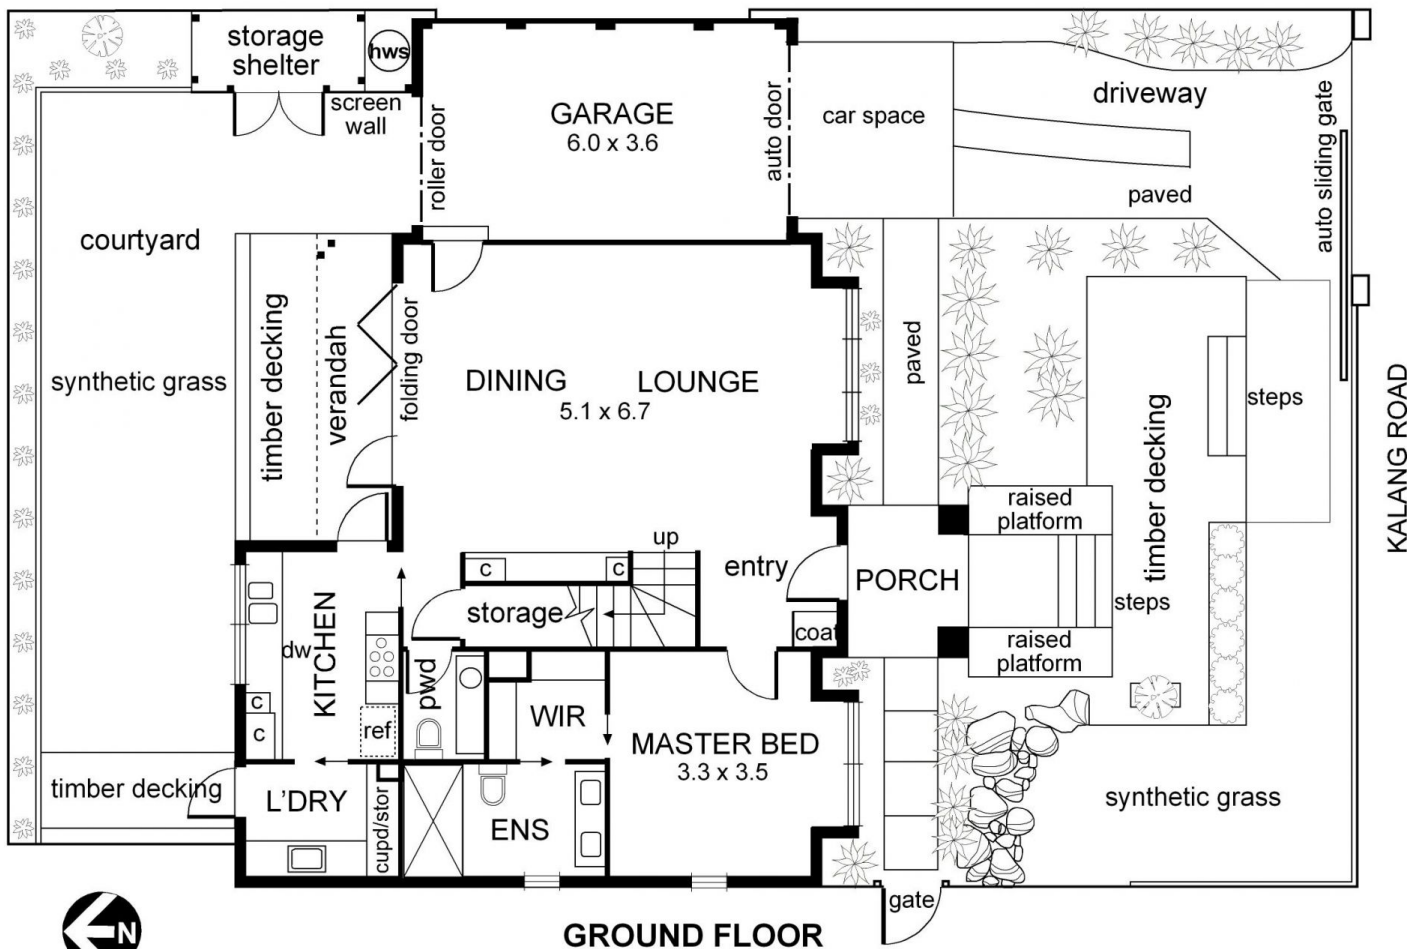 storage
shelter
hws
screen
wall
roller door
GARAGE
6.0 x 3.6
auto door
car space
driveway
paved
auto sliding gate
courtyard
synthetic grass
timber decking
verandah
folding door
DINING
LOUNGE
5.1 x 6.7
paved
timber decking
steps
KALANG ROAD
raised
platform
up
entry
PORCH
steps
c
c
storage
coat
raised
platform
KITCHEN
dw
pwd
c
c
ref
WIR
MASTER BED
3.3 x 3.5
timber decking
L'DRY
cupd/stor
ENS
synthetic grass
gate
N
GROUND FLOOR